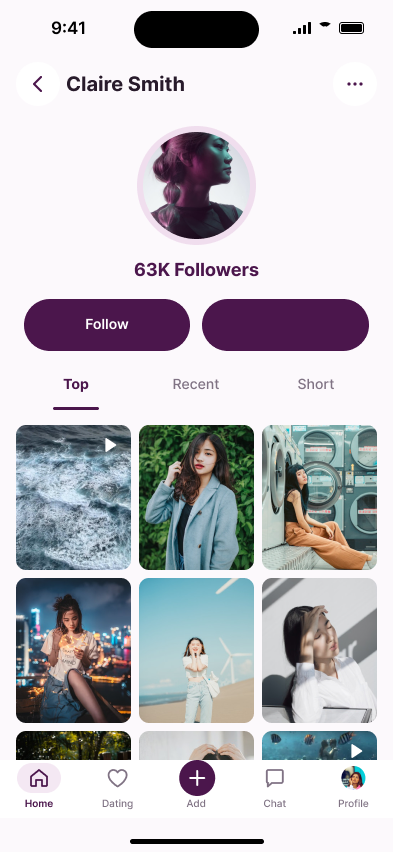 9:41
Claire Smith
63K Followers
Follow
Top
Recent
Short
Home
Dating
Add
Chat
Profile